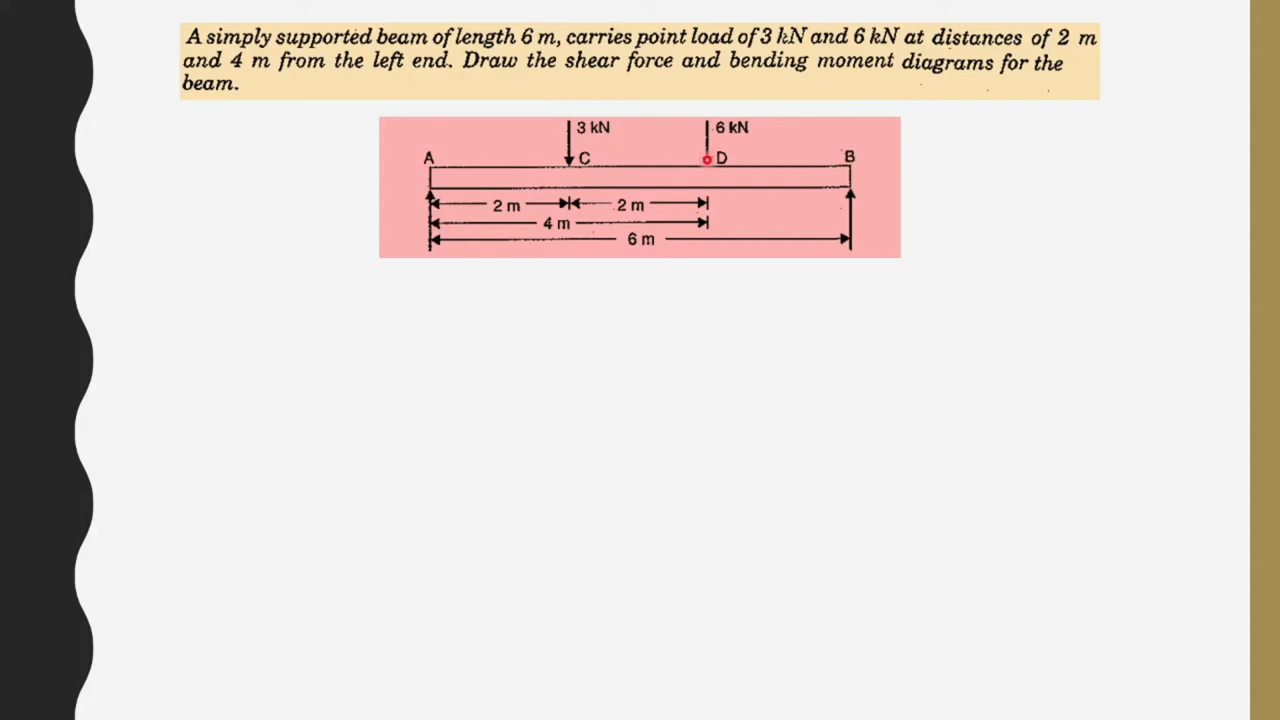 A simply supported beam of length 6 m, carries point load of 3 kN and 6 kN at distances of 2 m
and 4 m from the left end. Draw the shear force and bending moment diagrams for the
beam.
3 kN 6 kN
A C D B
2 m 2 m
4 m
6 m